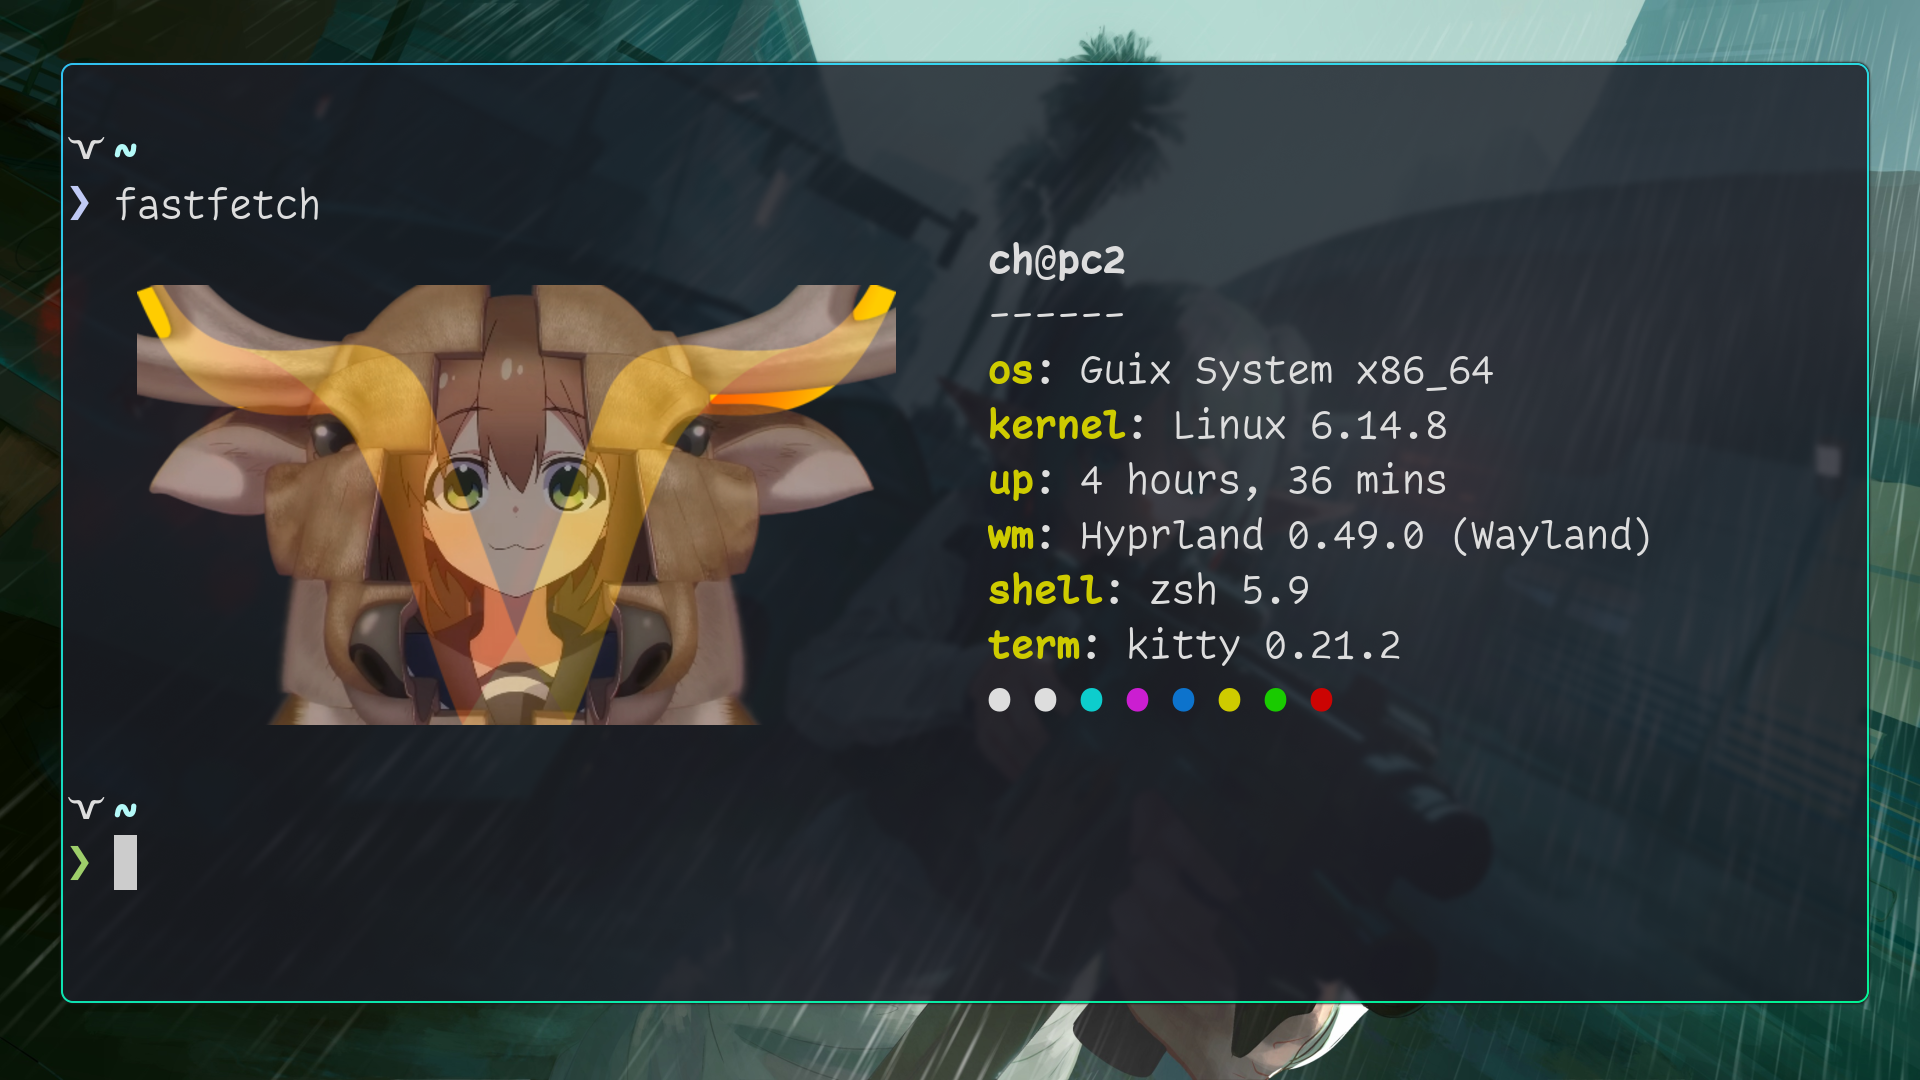 ~
❯ fastfetch
ch@pc2
------
os: Guix System x86_64
kernel: Linux 6.14.8
up: 4 hours, 36 mins
wm: Hyprland 0.49.0 (Wayland)
shell: zsh 5.9
term: kitty 0.21.2
~
❯